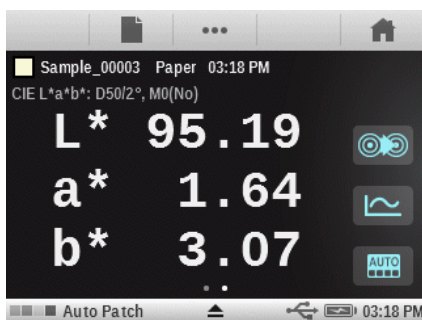 Sample_00003 Paper 03:18 PM
CIE L*a*b*: D50/2°, M0(No)
L* 95.19
a* 1.64
b* 3.07
AUTO
Auto Patch 03:18 PM